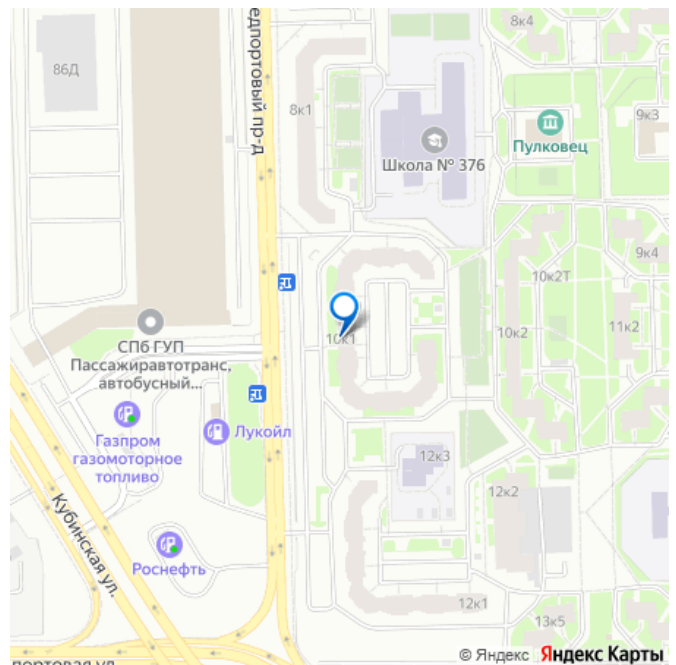 86Д
едпортовый пр-д
8к1
8к4
Пулковец
9к3
Школа № 376
9к4
10к2Т
10к2
11к2
10к1
СПб ГУП
Пассажиравтотранс,
автобусный...
Газпром
газомоторное
топливо
Лукойл
12к3
12к2
Кубинская ул.
Роснефть
12к1
13к5
портовая ул.
© Яндекс Яндекс Карты